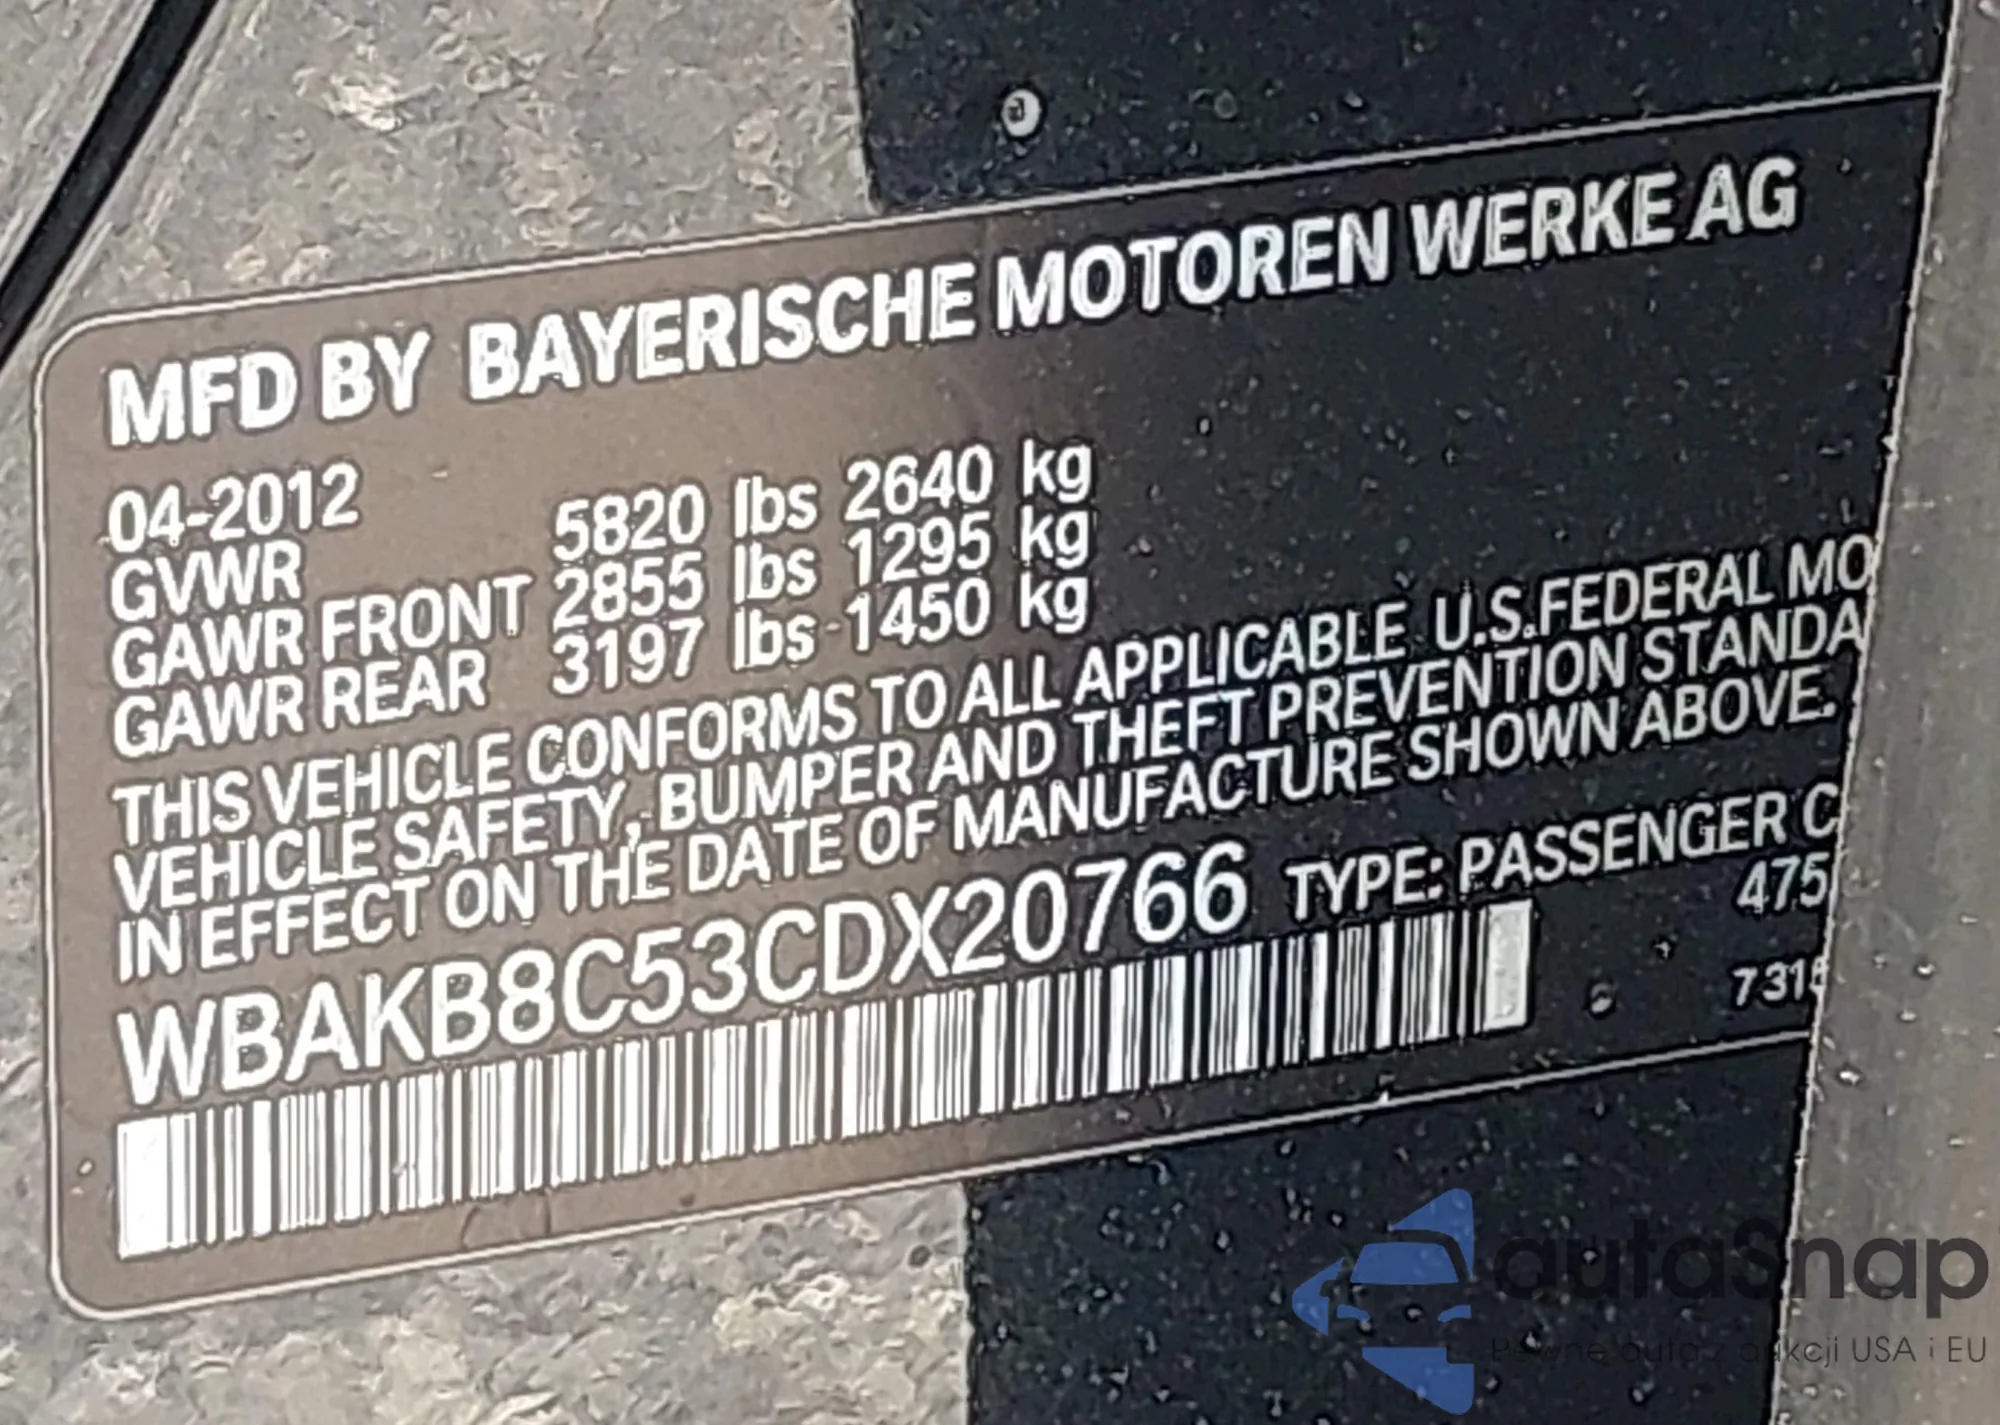 MFD BY BAYERISCHE MOTOREN WERKE AG
04-2012
GVWR 5820 lbs 2640 kg
GAWR FRONT 2855 lbs 1295 kg
GAWR REAR 3197 lbs 1450 kg
THIS VEHICLE CONFORMS TO ALL APPLICABLE U.S.FEDERAL MO
VEHICLE SAFETY, BUMPER AND THEFT PREVENTION STANDA
IN EFFECT ON THE DATE OF MANUFACTURE SHOWN ABOVE.
WBAKB8C53CDX20766 TYPE: PASSENGER C
475
731
autaSnap
Pewne auta z aukcji USA i EU